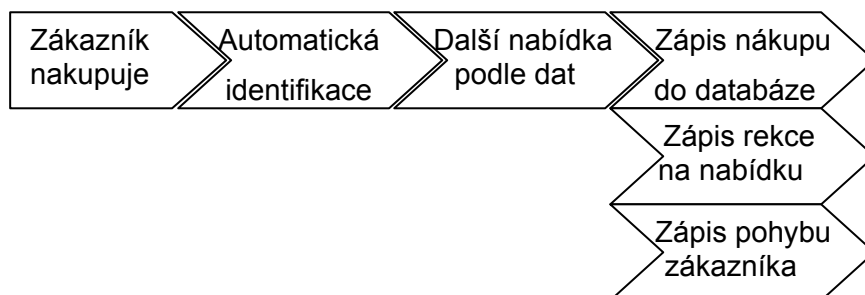 Zákazník
nakupuje
Automatická
identifikace
Další nabídka
podle dat
Zápis nákupu
do databáze
Zápis rekce
na nabídku
Zápis pohybu
zákazníka